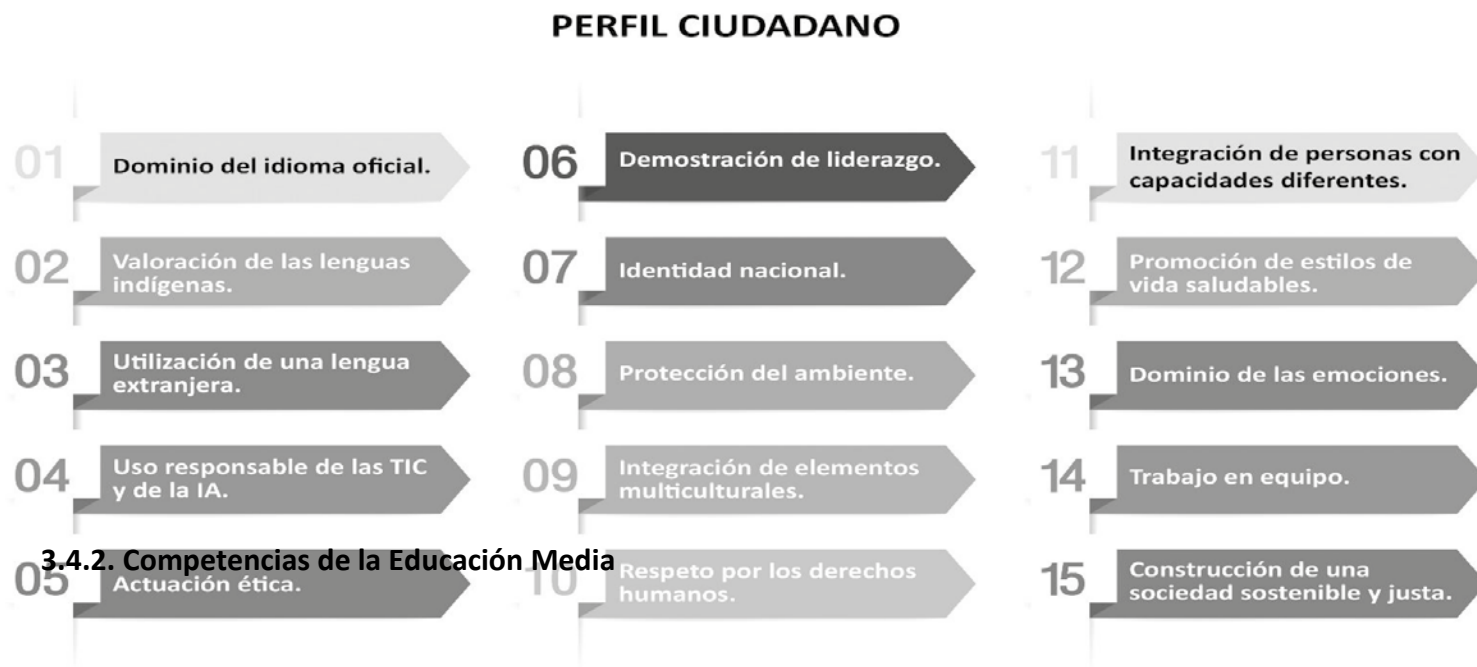 PERFIL CIUDADANO
01
Dominio del idioma oficial.
02
Valoración de las lenguas
indígenas.
03
Utilización de una lengua
extranjera.
04
Uso responsable de las TIC
y de la IA.
3.4.2. Competencias de la Educación Media
05
Actuación ética.
06
Demostración de liderazgo.
07
Identidad nacional.
08
Protección del ambiente.
09
Integración de elementos
multiculturales.
10
Respeto por los derechos
humanos.
11
Integración de personas con
capacidades diferentes.
12
Promoción de estilos de
vida saludables.
13
Dominio de las emociones.
14
Trabajo en equipo.
15
Construcción de una
sociedad sostenible y justa.